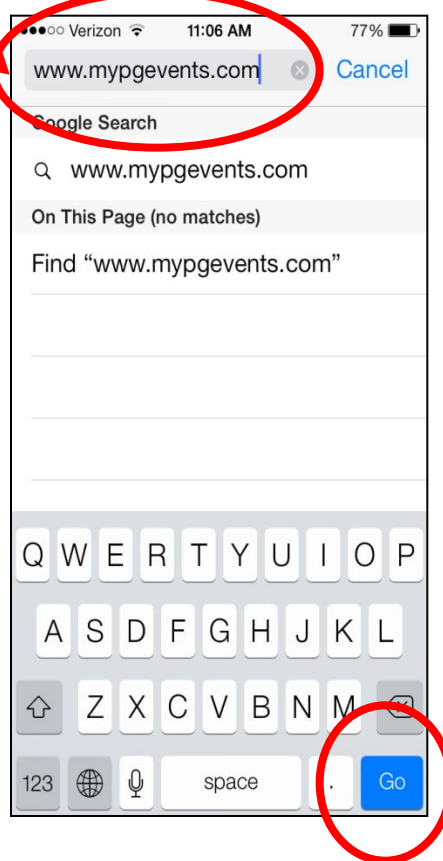 Verizon 11:06 AM 77%
www.mypgevents.com Cancel
Google Search
www.mypgevents.com
On This Page (no matches)
Find “www.mypgevents.com”
Q W E R T Y U I O P
A S D F G H J K L
Z X C V B N M
123 space . Go